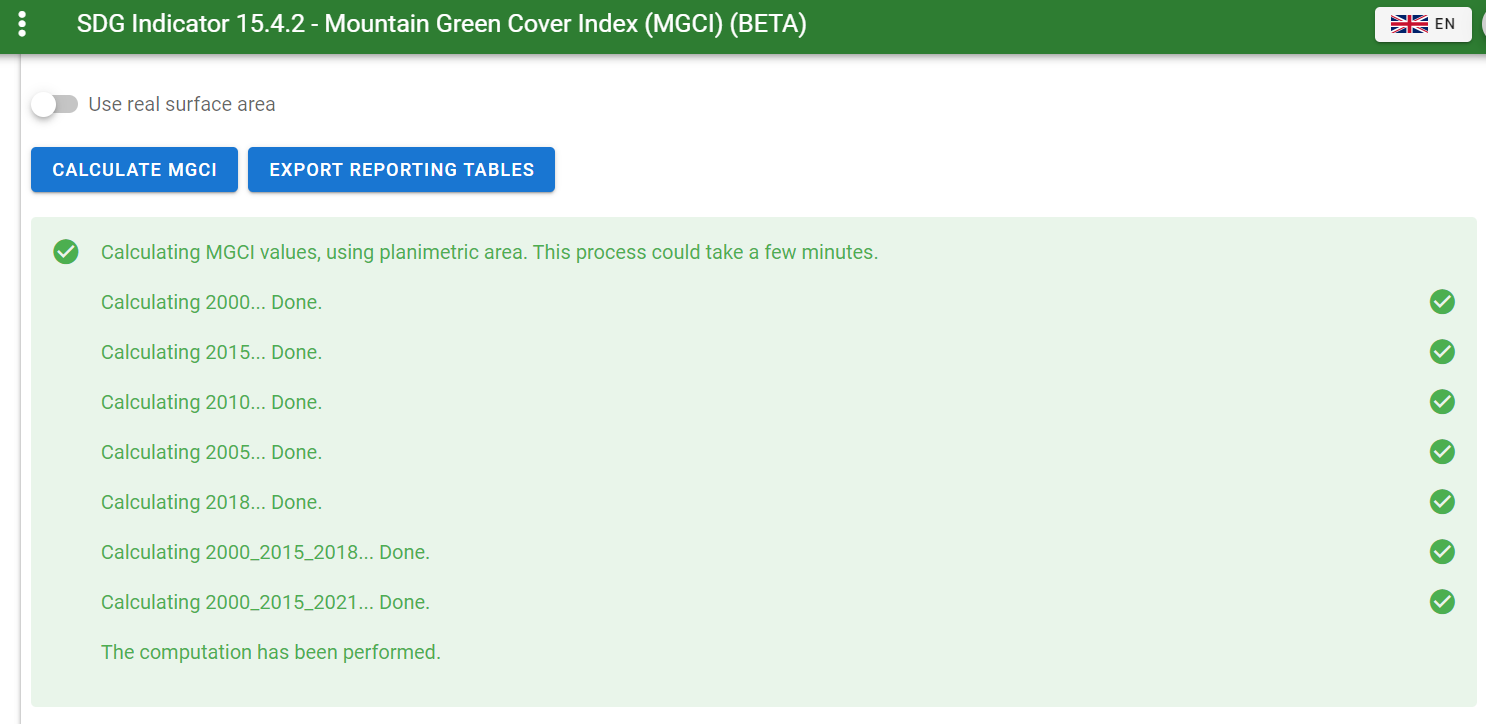 SDG Indicator 15.4.2 - Mountain Green Cover Index (MGCI) (BETA)
EN
Use real surface area
CALCULATE MGCI
EXPORT REPORTING TABLES
Calculating MGCI values, using planimetric area. This process could take a few minutes.
Calculating 2000... Done.
Calculating 2015... Done.
Calculating 2010... Done.
Calculating 2005... Done.
Calculating 2018... Done.
Calculating 2000_2015_2018... Done.
Calculating 2000_2015_2021... Done.
The computation has been performed.